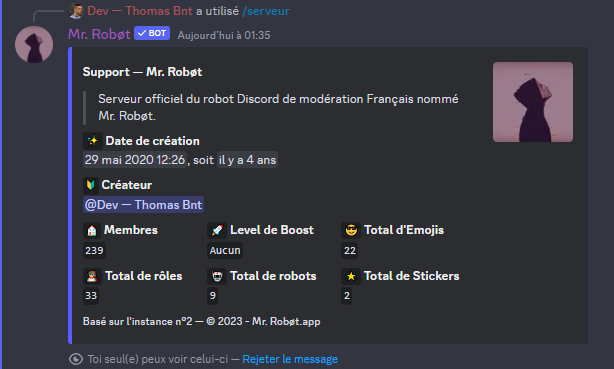 Dev — Thomas Bnt a utilisé /serveur
Mr. Robøt BOT Aujourd'hui à 01:35
Support — Mr. Robøt
Serveur officiel du robot Discord de modération Français nommé
Mr. Robøt.
Date de création
29 mai 2020 12:26, soit il y a 4 ans
Créateur
@Dev — Thomas Bnt
Membres Level de Boost Total d'Emojis
239 Aucun 22
Total de rôles Total de robots Total de Stickers
33 9 2
Basé sur l'instance n°2 — © 2023 - Mr. Robøt.app
Toi seul(e) peux voir celui-ci — Rejeter le message